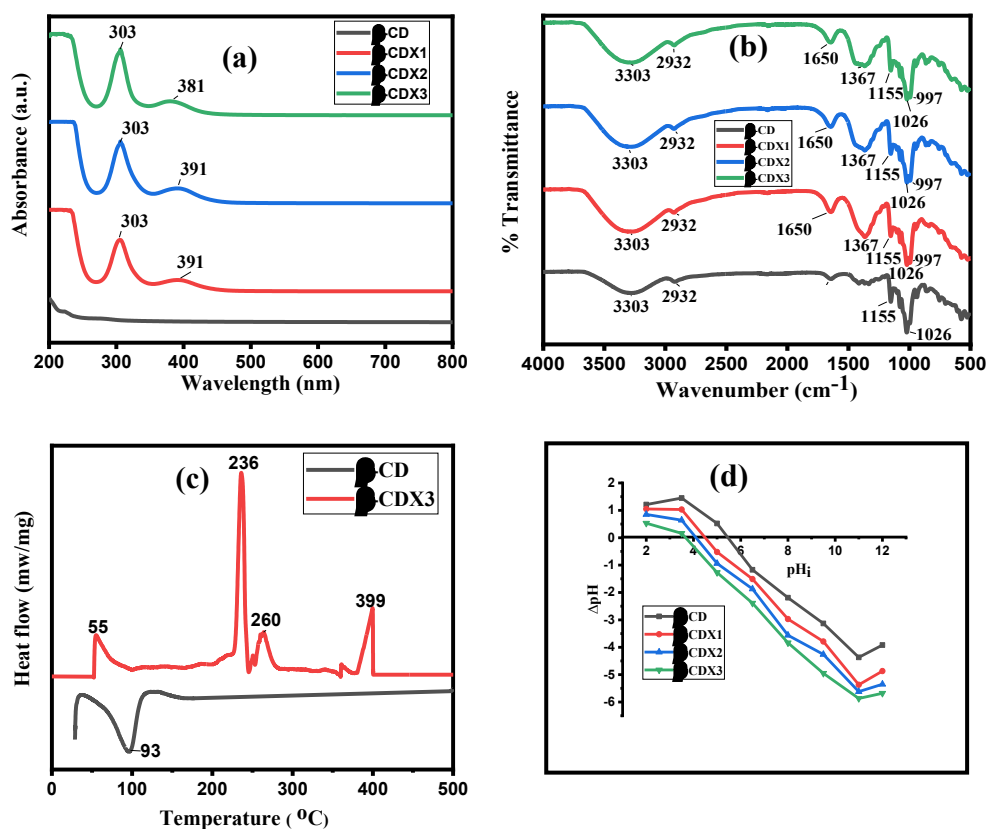 (a)
303
381
303
391
303
391
β-CD
β-CDX1
β-CDX2
β-CDX3
Absorbance (a.u.)
200 300 400 500 600 700 800
Wavelength (nm)
(b)
3303
2932
1650
1367
1155
997
1026
3303
2932
1650
1367
1155
997
1026
3303
2932
1650
1367
1155
997
1026
3303
2932
1155
1026
β-CD
β-CDX1
β-CDX2
β-CDX3
% Transmittance
4000 3500 3000 2500 2000 1500 1000 500
Wavenumber (cm-1)
(c)
β-CD
β-CDX3
55
236
260
399
93
Heat flow (mw/mg)
0 100 200 300 400 500
Temperature ( oC)
(d)
2
1
0
-1
-2
-3
-4
-5
-6
2 4 6 8 10 12
pHi
ΔpH
β-CD
β-CDX1
β-CDX2
β-CDX3